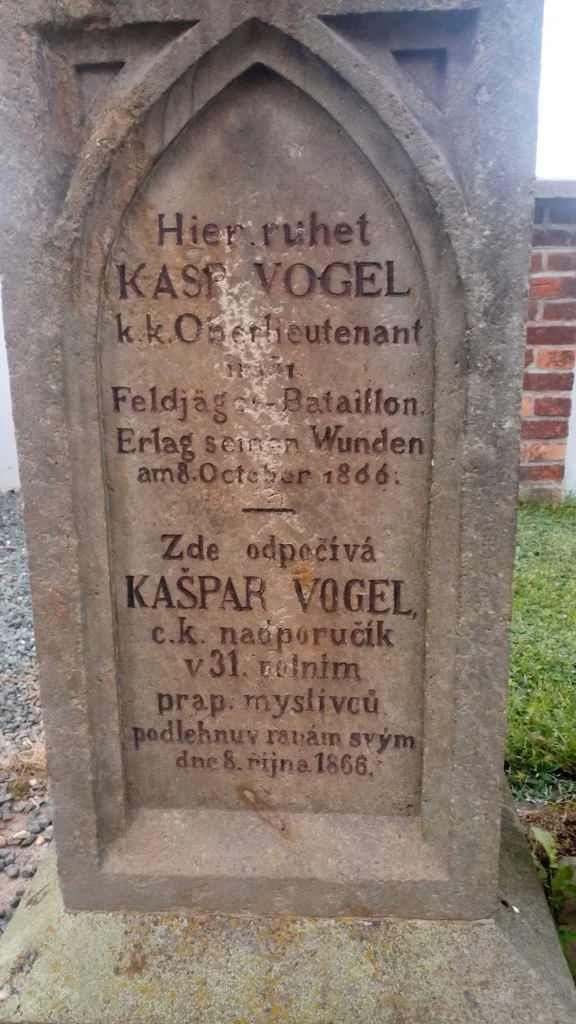 Hier ruhet
KASP. VOGEL
k.k. Oberlieutenant
Feldjäger-Bataillon.
Erlag seinen Wunden
am 8. October 1866.
Zde odpočívá
KAŠPAR VOGEL,
c.k. nadporučík
v 31. polním
prap. myslivců
podlehnuv ranám svým
dne 8. října 1866.